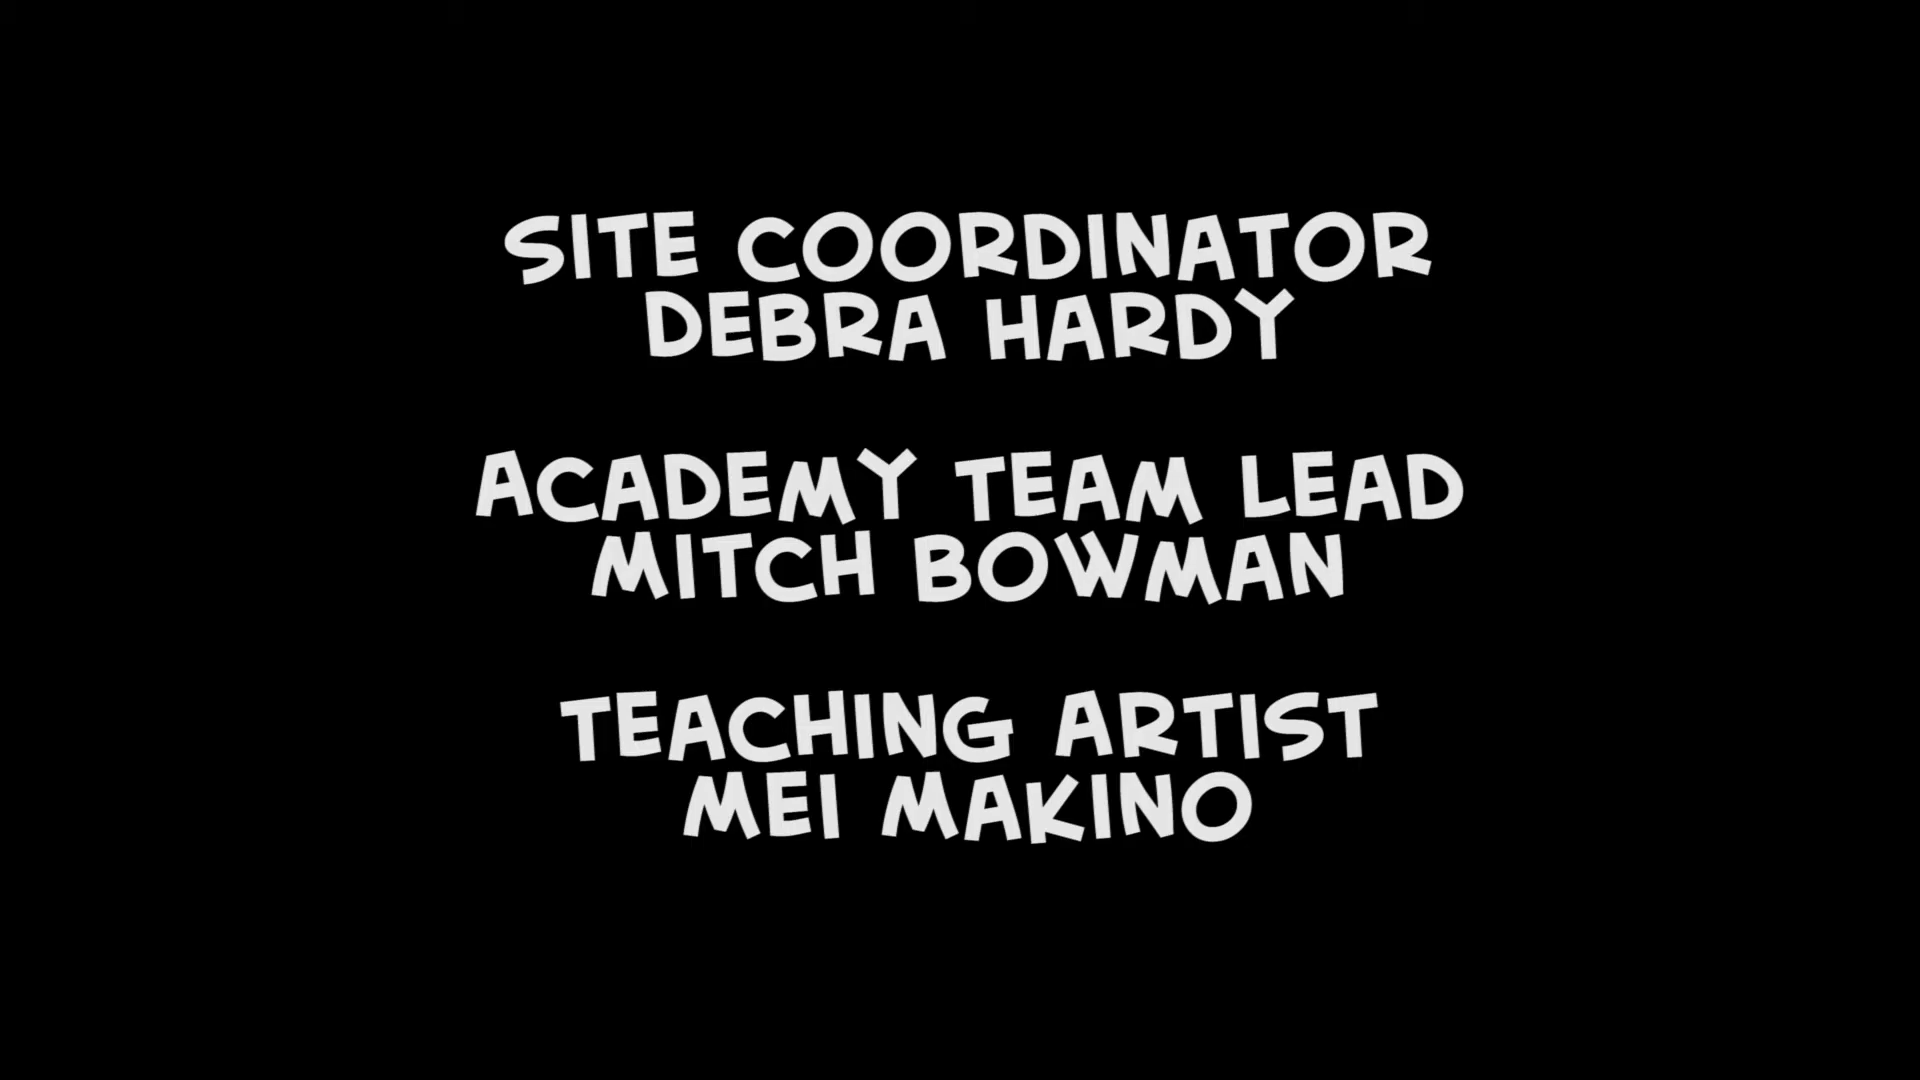 SITE COORDINATOR
DEBRA HARDY
ACADEMY TEAM LEAD
MITCH BOWMAN
TEACHING ARTIST
MEI MAKINO